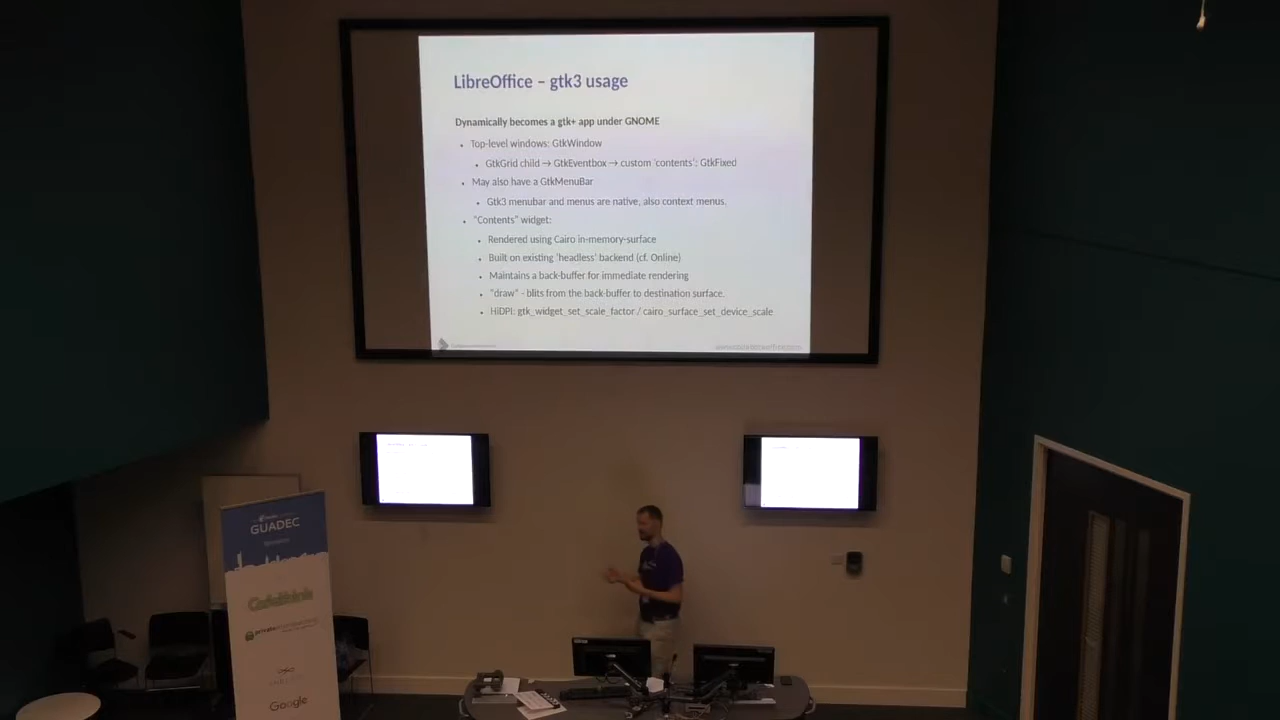 LibreOffice – gtk3 usage
Dynamically becomes a gtk+ app under GNOME
• Top-level windows: GtkWindow
• GtkGrid child → GtkEventbox → custom 'contents': GtkFixed
• May also have a GtkMenuBar
• Gtk3 menubar and menus are native, also context menus.
• "Contents" widget:
• Rendered using Cairo in-memory-surface
• Built on existing 'headless' backend (cf. Online)
• Maintains a back-buffer for immediate rendering
• "draw" - blits from the back-buffer to destination surface.
• HiDPI: gtk_widget_set_scale_factor / cairo_surface_set_device_scale
GUADEC
Codethink
Google